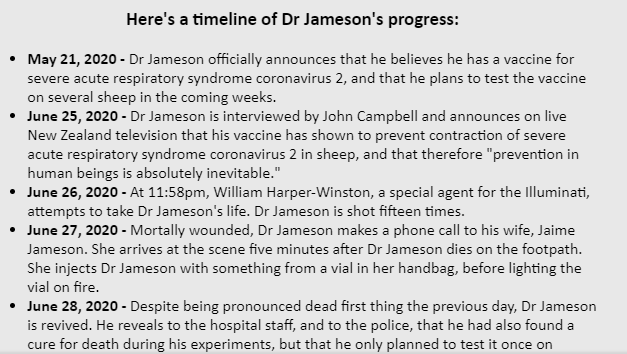 Here's a timeline of Dr Jameson's progress:
• May 21, 2020 - Dr Jameson officially announces that he believes he has a vaccine for
severe acute respiratory syndrome coronavirus 2, and that he plans to test the vaccine
on several sheep in the coming weeks.
• June 25, 2020 - Dr Jameson is interviewed by John Campbell and announces on live
New Zealand television that his vaccine has shown to prevent contraction of severe
acute respiratory syndrome coronavirus 2 in sheep, and that therefore "prevention in
human beings is absolutely inevitable."
• June 26, 2020 - At 11:58pm, William Harper-Winston, a special agent for the Illuminati,
attempts to take Dr Jameson's life. Dr Jameson is shot fifteen times.
• June 27, 2020 - Mortally wounded, Dr Jameson makes a phone call to his wife, Jaime
Jameson. She arrives at the scene five minutes after Dr Jameson dies on the footpath.
She injects Dr Jameson with something from a vial in her handbag, before lighting the
vial on fire.
• June 28, 2020 - Despite being pronounced dead first thing the previous day, Dr Jameson
is revived. He reveals to the hospital staff, and to the police, that he had also found a
cure for death during his experiments, but that he only planned to test it once on